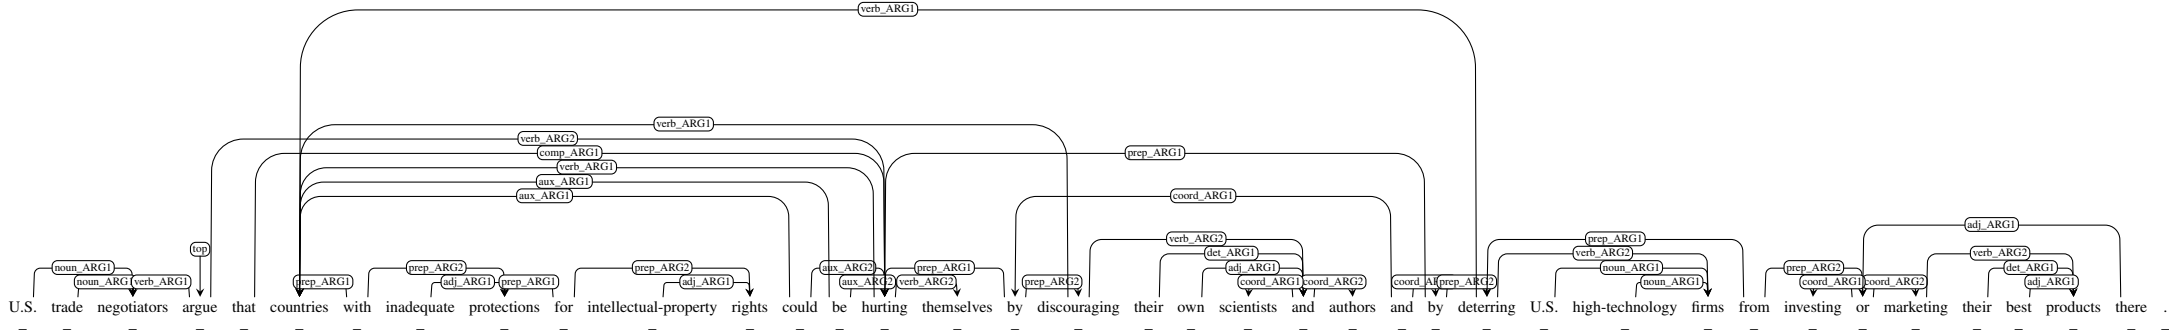 verb_ARG1
verb_ARG1
verb_ARG2
comp_ARG1 prep_ARG1
verb_ARG1
aux_ARG1
aux_ARG1 coord_ARG1
adj_ARG1
verb_ARG2 prep_ARG1
top det_ARG1 verb_ARG2 verb_ARG2
noun_ARG1 prep_ARG2 prep_ARG2 aux_ARG2 prep_ARG1 adj_ARG1 noun_ARG1 prep_ARG2 det_ARG1
noun_ARG1 verb_ARG1 prep_ARG1 adj_ARG1 prep_ARG1 adj_ARG1 aux_ARG2 verb_ARG2 prep_ARG2 coord_ARG1 coord_ARG2 prep_ARG2 noun_ARG1 coord_ARG1 coord_ARG2 adj_ARG1
U.S. trade negotiators argue that countries with inadequate protections for intellectual-property rights could be hurting themselves by discouraging their own scientists and authors and by deterring U.S. high-technology firms from investing or marketing their best products there .